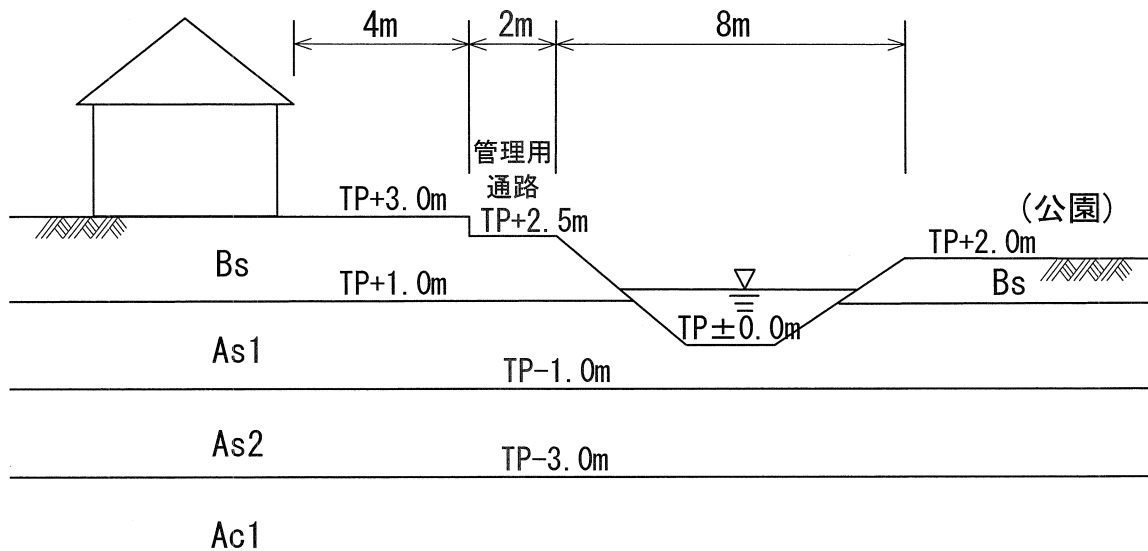 4m
2m
8m
管理用
通路
TP+3.0m
TP+2.5m
(公園)
TP+2.0m
Bs
TP+1.0m
Bs
TP±0.0m
As1
TP-1.0m
As2
TP-3.0m
Ac1